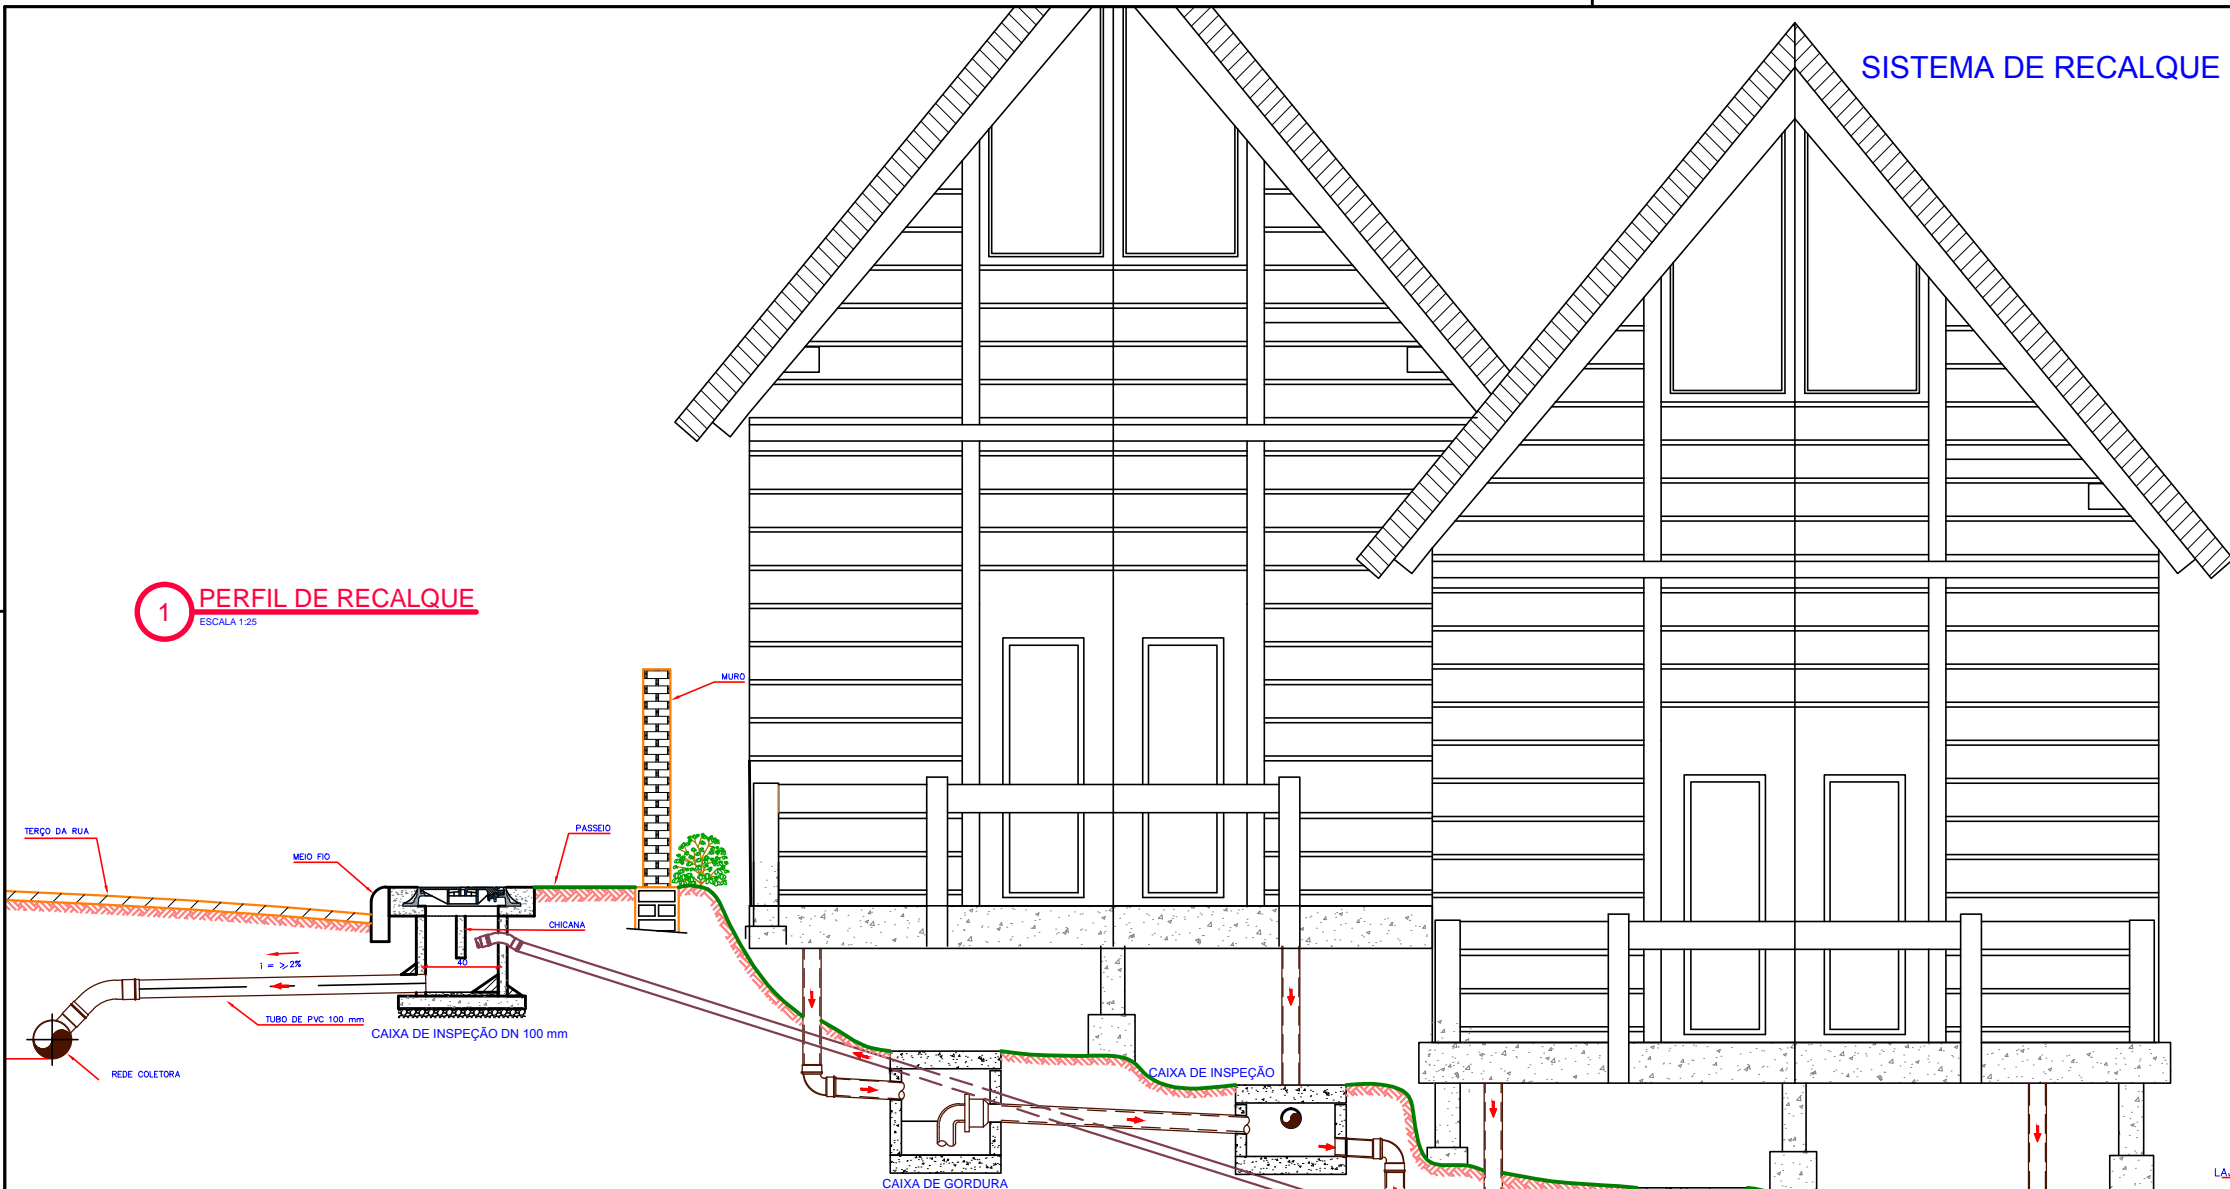 SISTEMA DE RECALQUE
1
PERFIL DE RECALQUE
ESCALA 1:25
MURO
TERÇO DA RUA
MEIO FIO
PASSEIO
CHICANA
40
i = ≥2%
TUBO DE PVC 100 mm
CAIXA DE INSPEÇÃO DN 100 mm
REDE COLETORA
CAIXA DE INSPEÇÃO
CAIXA DE GORDURA